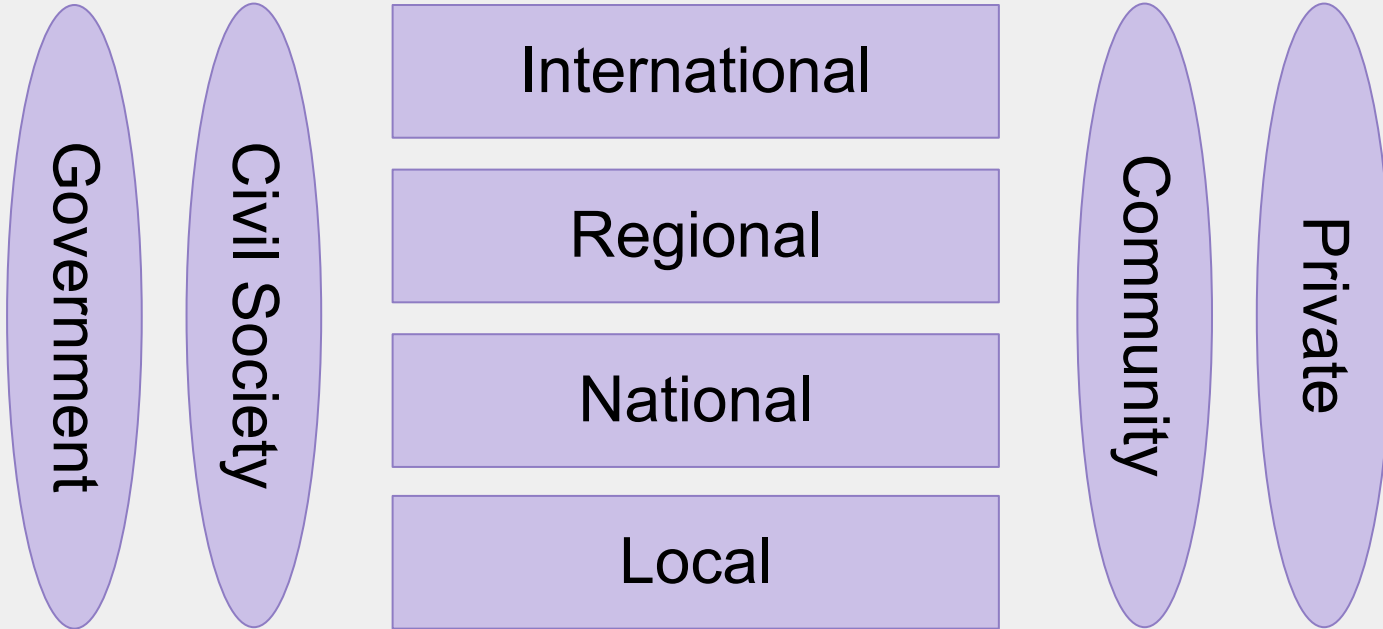 Government
Civil Society
International
Regional
National
Local
Community
Private